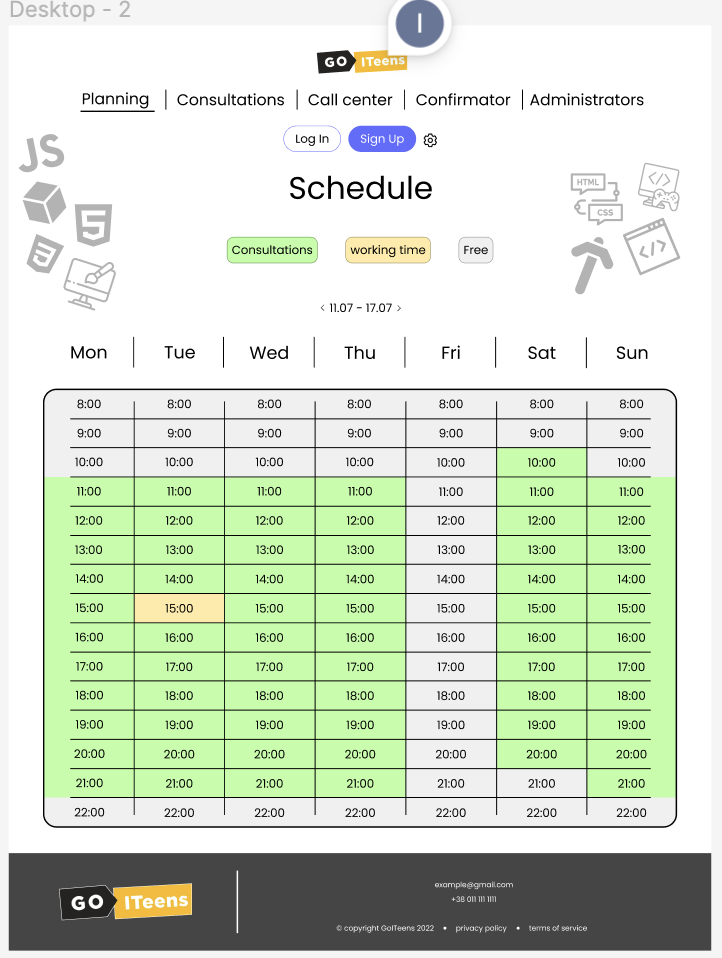 Desktop - 2
I
GO ITeens
Planning Consultations Call center Confirmator Administrators
Log In Sign Up
JS
5
3
HTML
CSS
</>
</>
Schedule
Consultations working time Free
< 11.07 - 17.07 >
Mon Tue Wed Thu Fri Sat Sun
8:00 8:00 8:00 8:00 8:00 8:00 8:00
9:00 9:00 9:00 9:00 9:00 9:00 9:00
10:00 10:00 10:00 10:00 10:00 10:00 10:00
11:00 11:00 11:00 11:00 11:00 11:00 11:00
12:00 12:00 12:00 12:00 12:00 12:00 12:00
13:00 13:00 13:00 13:00 13:00 13:00 13:00
14:00 14:00 14:00 14:00 14:00 14:00 14:00
15:00 15:00 15:00 15:00 15:00 15:00 15:00
16:00 16:00 16:00 16:00 16:00 16:00 16:00
17:00 17:00 17:00 17:00 17:00 17:00 17:00
18:00 18:00 18:00 18:00 18:00 18:00 18:00
19:00 19:00 19:00 19:00 19:00 19:00 19:00
20:00 20:00 20:00 20:00 20:00 20:00 20:00
21:00 21:00 21:00 21:00 21:00 21:00 21:00
22:00 22:00 22:00 22:00 22:00 22:00 22:00
GO ITeens
example@gmail.com
+38 011 111 1111
© copyright GoITeens 2022 • privacy policy • terms of service